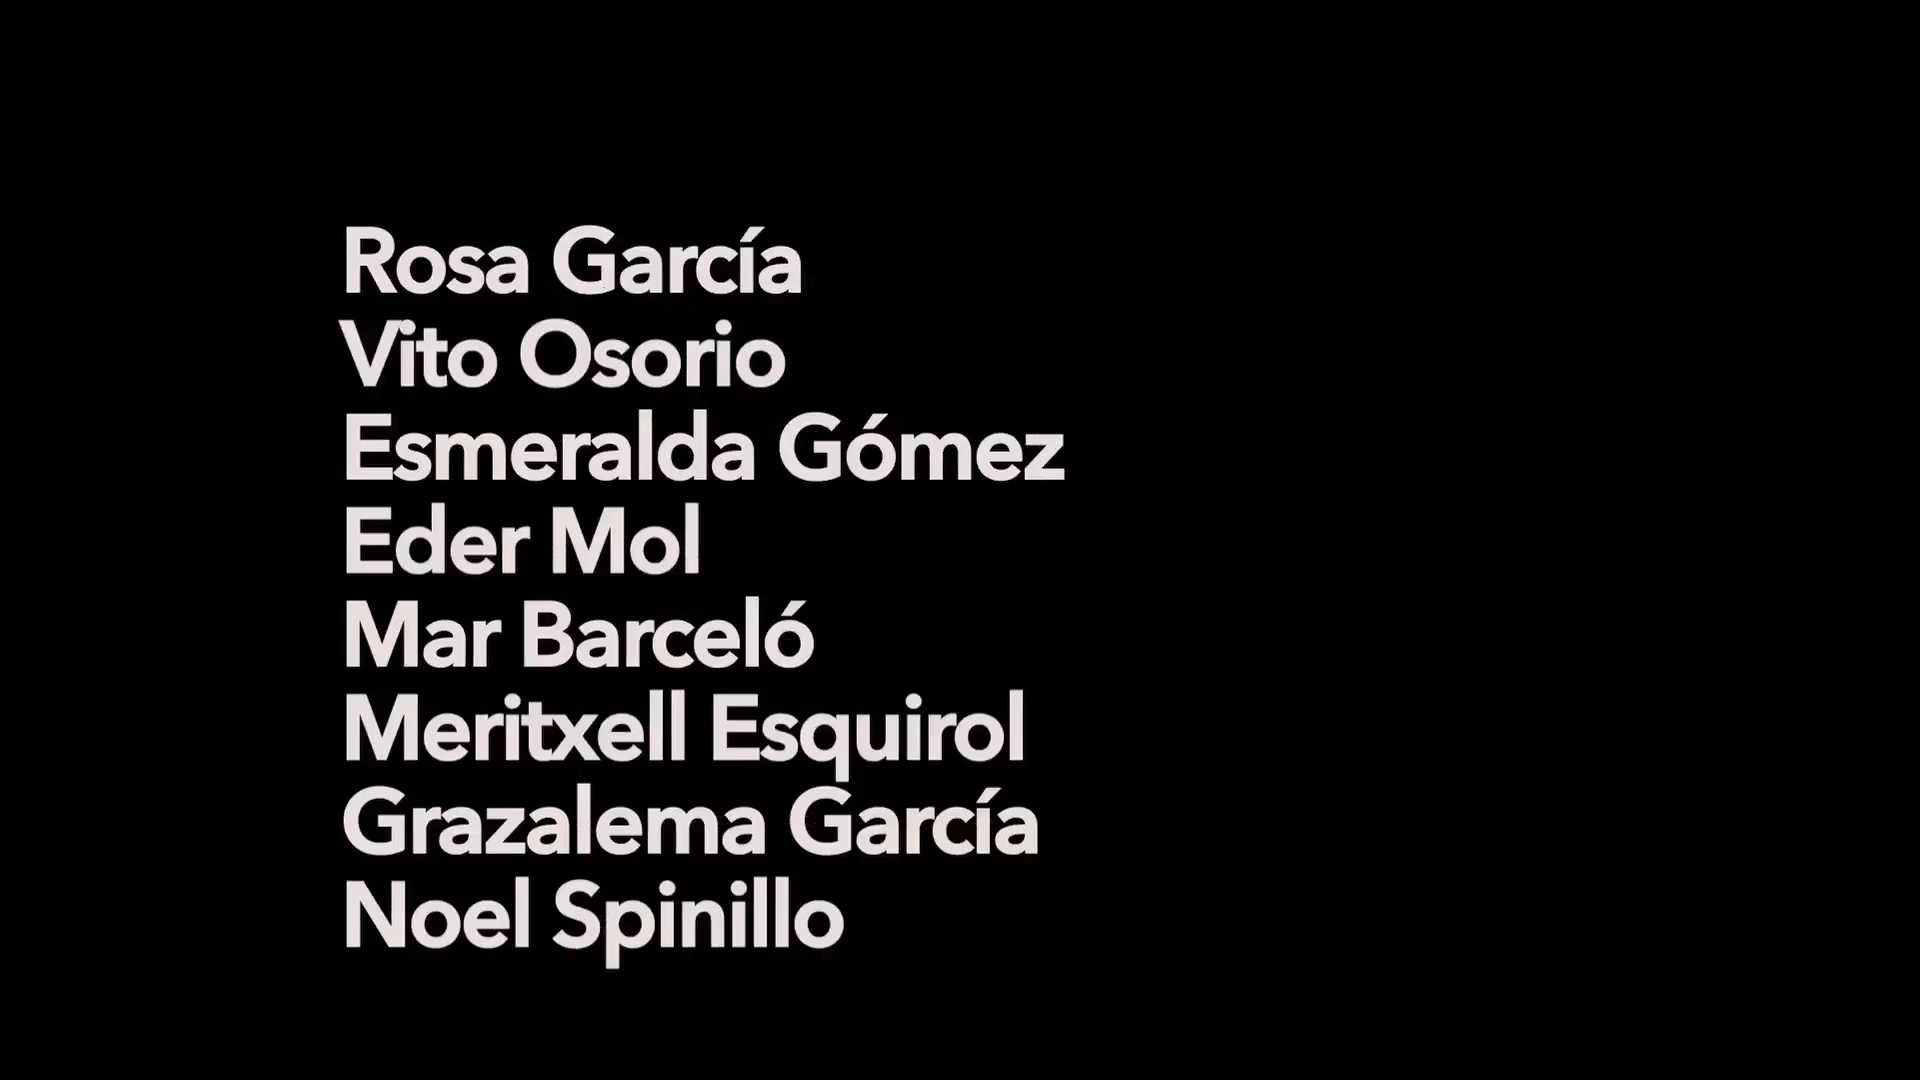 Rosa García
Vito Osorio
Esmeralda Gómez
Eder Mol
Mar Barceló
Meritxell Esquirol
Grazalema García
Noel Spinillo